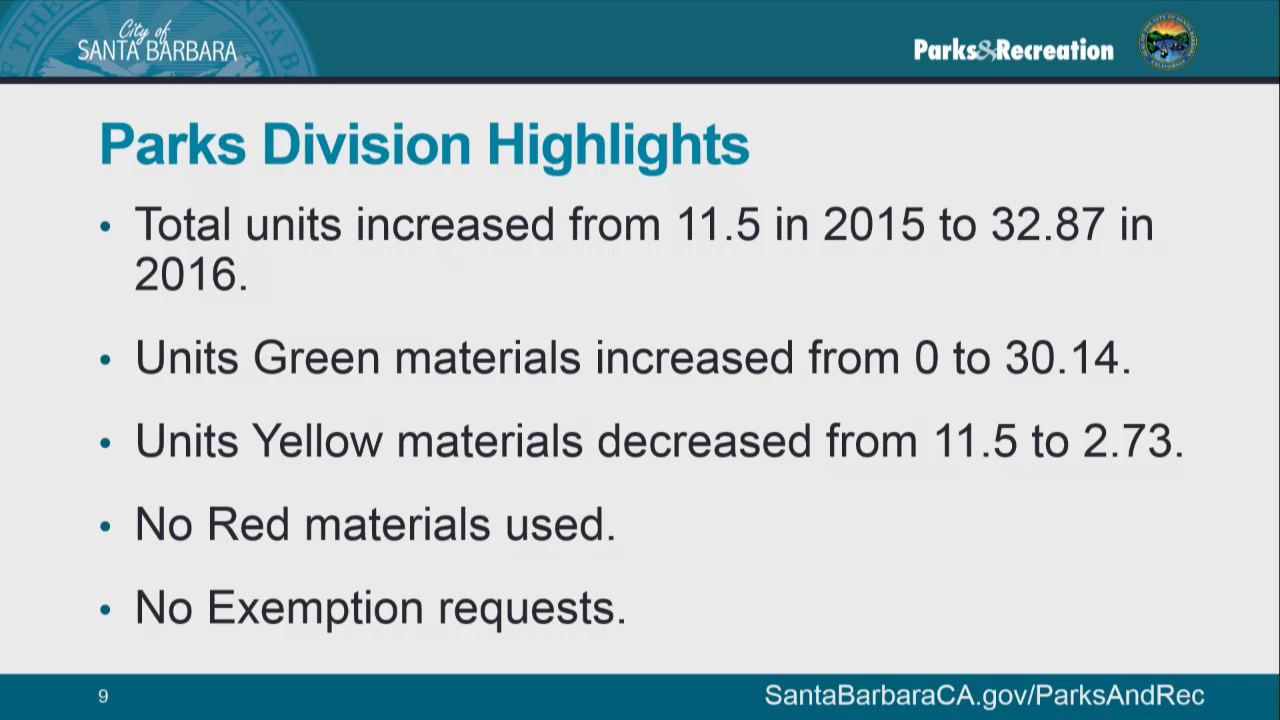 City of
SANTA BARBARA
Parks&Recreation
Parks Division Highlights
• Total units increased from 11.5 in 2015 to 32.87 in
2016.
• Units Green materials increased from 0 to 30.14.
• Units Yellow materials decreased from 11.5 to 2.73.
• No Red materials used.
• No Exemption requests.
9
SantaBarbaraCA.gov/ParksAndRec